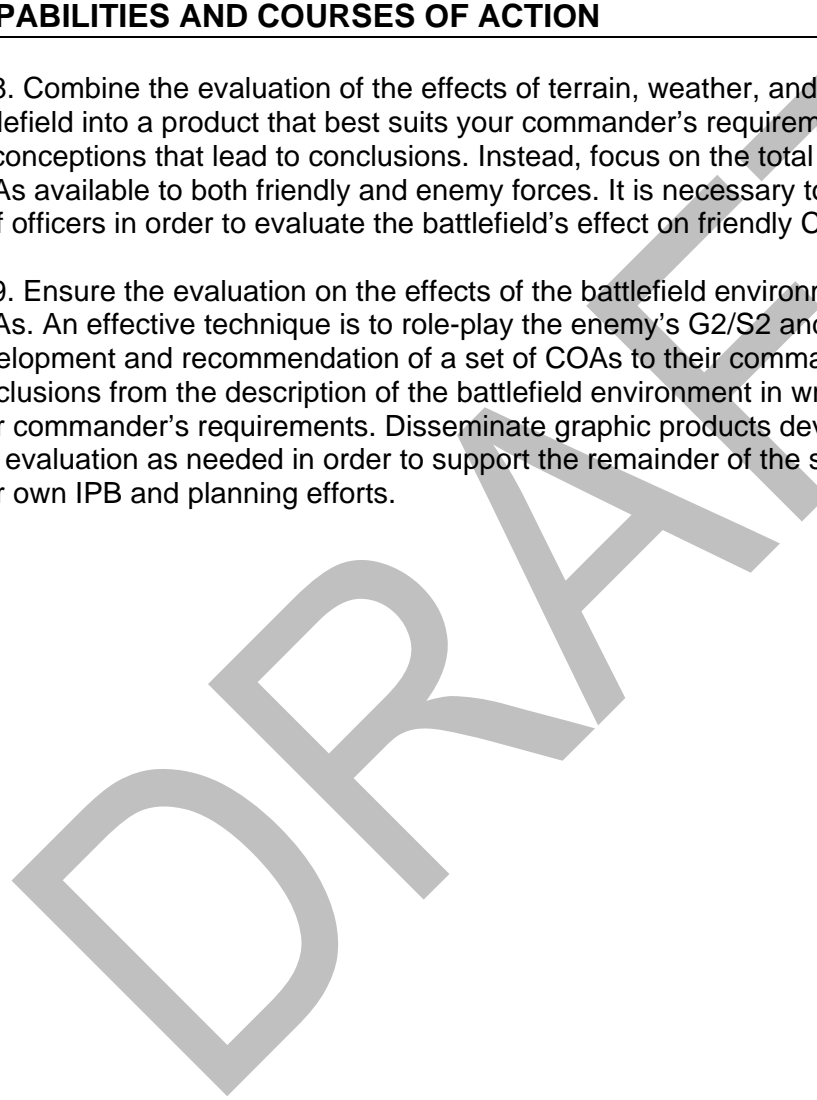 PABILITIES AND COURSES OF ACTION
3. Combine the evaluation of the effects of terrain, weather, and
lefield into a product that best suits your commander's requirem
conceptions that lead to conclusions. Instead, focus on the total
As available to both friendly and enemy forces. It is necessary to
f officers in order to evaluate the battlefield's effect on friendly C
9. Ensure the evaluation on the effects of the battlefield environm
As. An effective technique is to role-play the enemy's G2/S2 and
elopment and recommendation of a set of COAs to their comma
clusions from the description of the battlefield environment in wr
r commander's requirements. Disseminate graphic products dev
evaluation as needed in order to support the remainder of the s
r own IPB and planning efforts.
DRAF